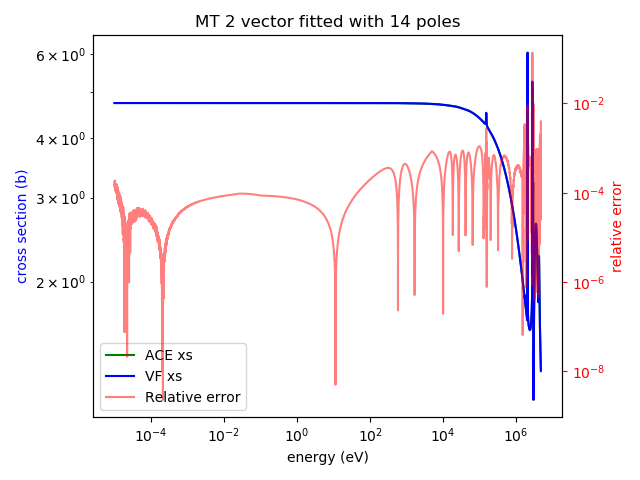 MT 2 vector fitted with 14 poles
6 × 10⁰
4 × 10⁰
3 × 10⁰
2 × 10⁰
cross section (b)
10⁻²
10⁻⁴
10⁻⁶
10⁻⁸
relative error
ACE xs
VF xs
Relative error
10⁻⁴ 10⁻² 10⁰ 10² 10⁴ 10⁶
energy (eV)